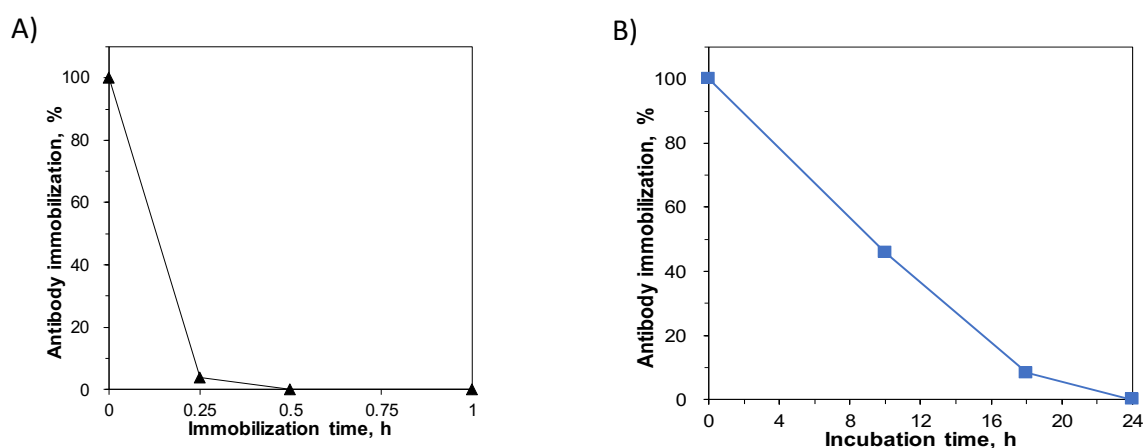 A)
Antibody immobilization, %
100
80
60
40
20
0
0 0.25 0.5 0.75 1
Immobilization time, h
B)
Antibody immobilization, %
100
80
60
40
20
0
0 4 8 12 16 20 24
Incubation time, h